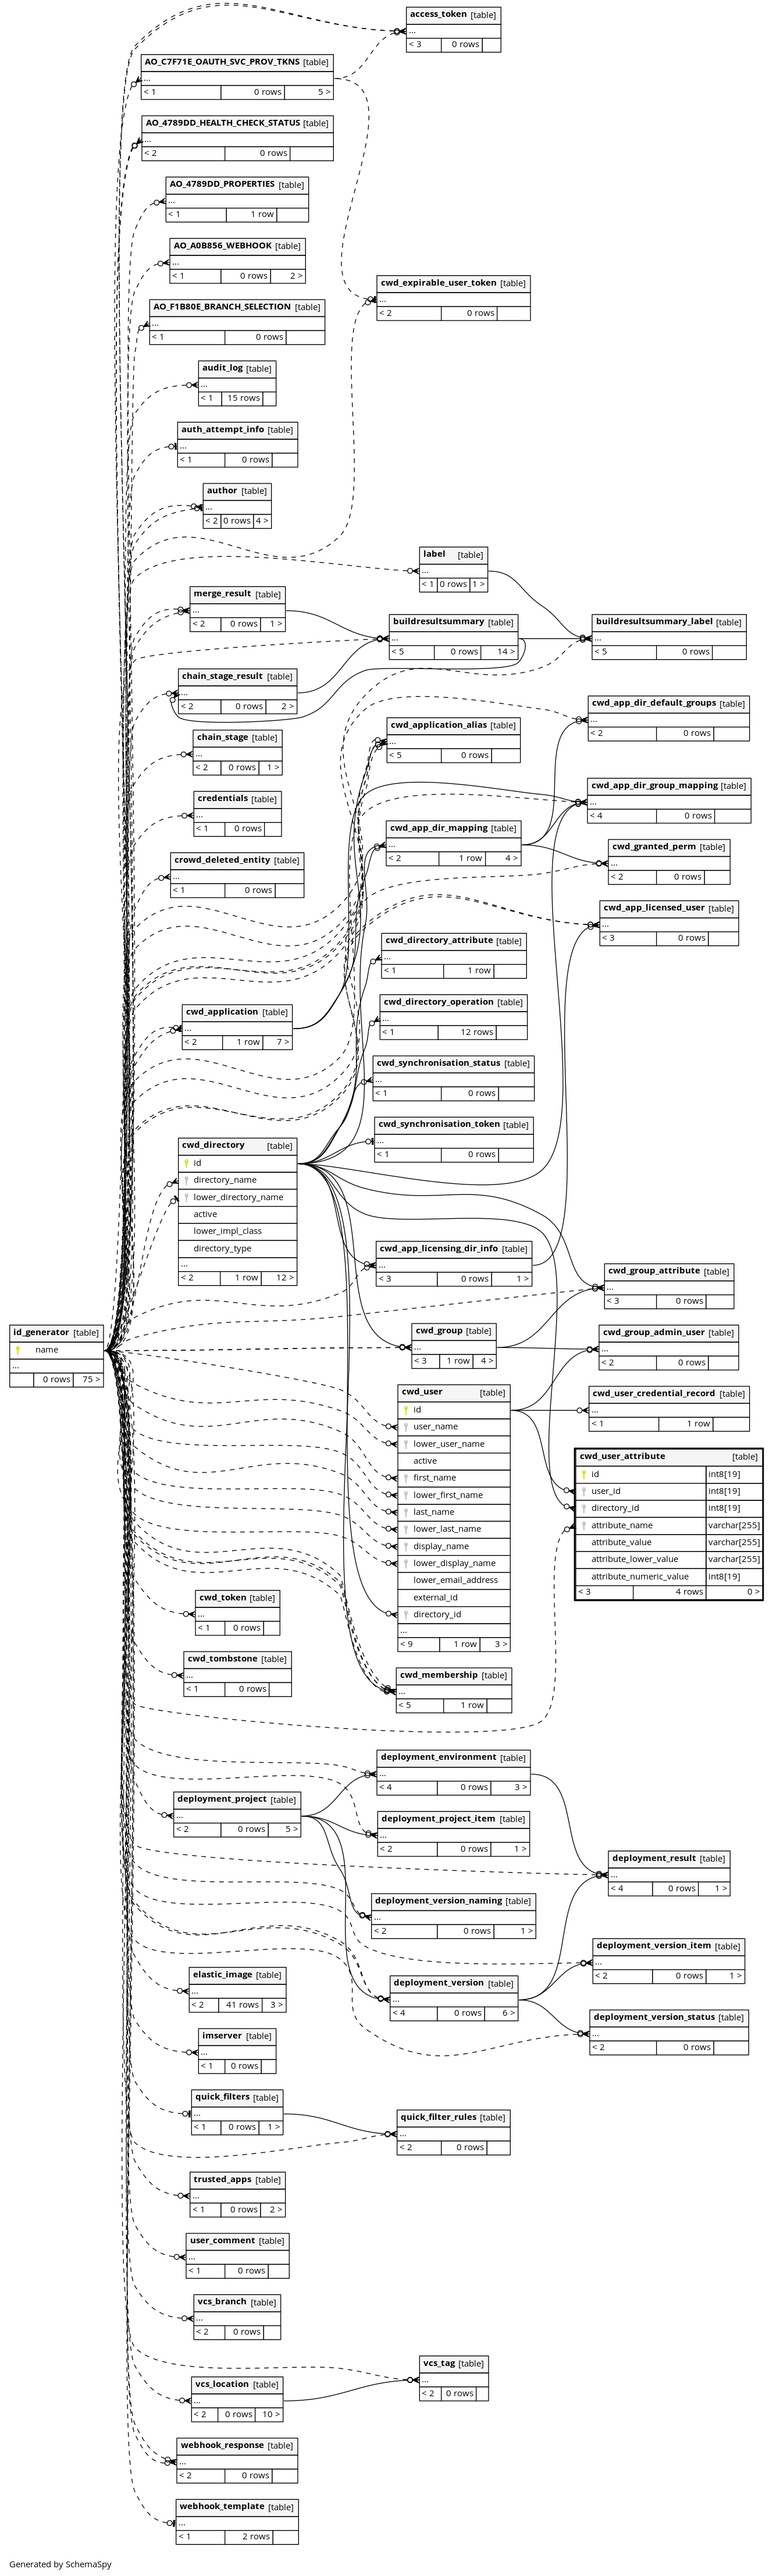 access_token [table]
...
< 3 0 rows
AO_C7F71E_OAUTH_SVC_PROV_TKNS [table]
...
< 1 0 rows 5 >
AO_4789DD_HEALTH_CHECK_STATUS [table]
...
< 2 0 rows
AO_4789DD_PROPERTIES [table]
...
< 1 1 row
AO_A0B856_WEBHOOK [table]
...
< 1 0 rows 2 >
cwd_expirable_user_token [table]
...
< 2 0 rows
AO_F1B80E_BRANCH_SELECTION [table]
...
< 1 0 rows
audit_log [table]
...
< 1 15 rows
auth_attempt_info [table]
...
< 1 0 rows
author [table]
...
< 2 0 rows 4 >
label [table]
...
< 1 0 rows 1 >
merge_result [table]
...
< 2 0 rows 1 >
buildresultsummary [table]
...
< 5 0 rows 14 >
buildresultsummary_label [table]
...
< 5 0 rows
chain_stage_result [table]
...
< 2 0 rows 2 >
cwd_app_dir_default_groups [table]
...
< 2 0 rows
cwd_application_alias [table]
...
< 5 0 rows
chain_stage [table]
...
< 2 0 rows 1 >
cwd_app_dir_group_mapping [table]
...
< 4 0 rows
credentials [table]
...
< 1 0 rows
cwd_app_dir_mapping [table]
...
< 2 1 row 4 >
cwd_granted_perm [table]
...
< 2 0 rows
crowd_deleted_entity [table]
...
< 1 0 rows
cwd_app_licensed_user [table]
...
< 3 0 rows
cwd_directory_attribute [table]
...
< 1 1 row
cwd_directory_operation [table]
...
< 1 12 rows
cwd_application [table]
...
< 2 1 row 7 >
cwd_synchronisation_status [table]
...
< 1 0 rows
cwd_synchronisation_token [table]
...
< 1 0 rows
cwd_directory [table]
id
directory_name
lower_directory_name
active
lower_impl_class
directory_type
...
< 2 1 row 12 >
cwd_app_licensing_dir_info [table]
...
< 3 0 rows 1 >
cwd_group_attribute [table]
...
< 3 0 rows
id_generator [table]
name
...
0 rows 75 >
cwd_group [table]
...
< 3 1 row 4 >
cwd_group_admin_user [table]
...
< 2 0 rows
cwd_user [table]
id
user_name
lower_user_name
active
first_name
lower_first_name
last_name
lower_last_name
display_name
lower_display_name
lower_email_address
external_id
directory_id
...
< 9 1 row 3 >
cwd_user_credential_record [table]
...
< 1 1 row
cwd_user_attribute [table]
id int8[19]
user_id int8[19]
directory_id int8[19]
attribute_name varchar[255]
attribute_value varchar[255]
attribute_lower_value varchar[255]
attribute_numeric_value int8[19]
< 3 4 rows 0 >
cwd_token [table]
...
< 1 0 rows
cwd_tombstone [table]
...
< 1 0 rows
cwd_membership [table]
...
< 5 1 row
deployment_environment [table]
...
< 4 0 rows 3 >
deployment_project [table]
...
< 2 0 rows 5 >
deployment_project_item [table]
...
< 2 0 rows 1 >
deployment_result [table]
...
< 4 0 rows 1 >
deployment_version_naming [table]
...
< 2 0 rows 1 >
deployment_version_item [table]
...
< 2 0 rows 1 >
elastic_image [table]
...
< 2 41 rows 3 >
deployment_version [table]
...
< 4 0 rows 6 >
deployment_version_status [table]
...
< 2 0 rows
imserver [table]
...
< 1 0 rows
quick_filters [table]
...
< 1 0 rows 1 >
quick_filter_rules [table]
...
< 2 0 rows
trusted_apps [table]
...
< 1 0 rows 2 >
user_comment [table]
...
< 1 0 rows
vcs_branch [table]
...
< 2 0 rows
vcs_tag [table]
...
< 2 0 rows
vcs_location [table]
...
< 2 0 rows 10 >
webhook_response [table]
...
< 2 0 rows
webhook_template [table]
...
< 1 2 rows
Generated by SchemaSpy